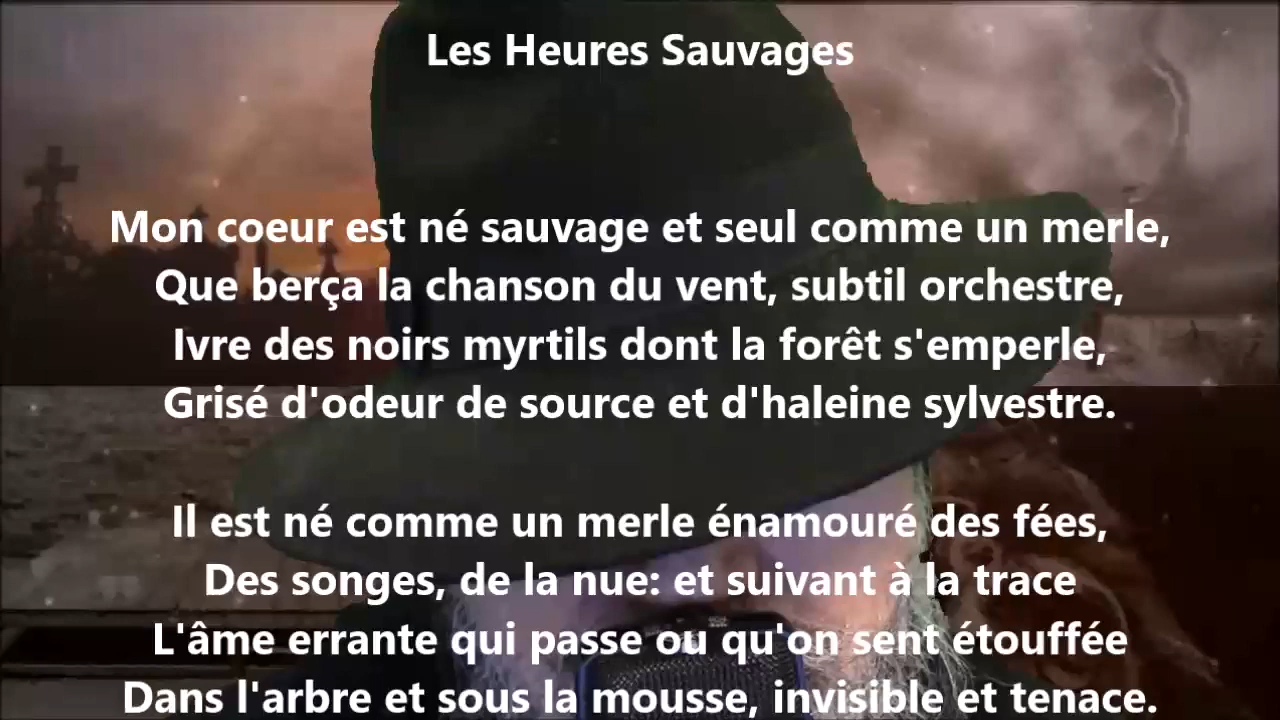 Les Heures Sauvages
Mon coeur est né sauvage et seul comme un merle,
Que berça la chanson du vent, subtil orchestre,
Ivre des noirs myrtils dont la forêt s'emperle,
Grisé d'odeur de source et d'haleine sylvestre.
Il est né comme un merle énamouré des fées,
Des songes, de la nue: et suivant à la trace
L'âme errante qui passe ou qu'on sent étouffée
Dans l'arbre et sous la mousse, invisible et tenace.